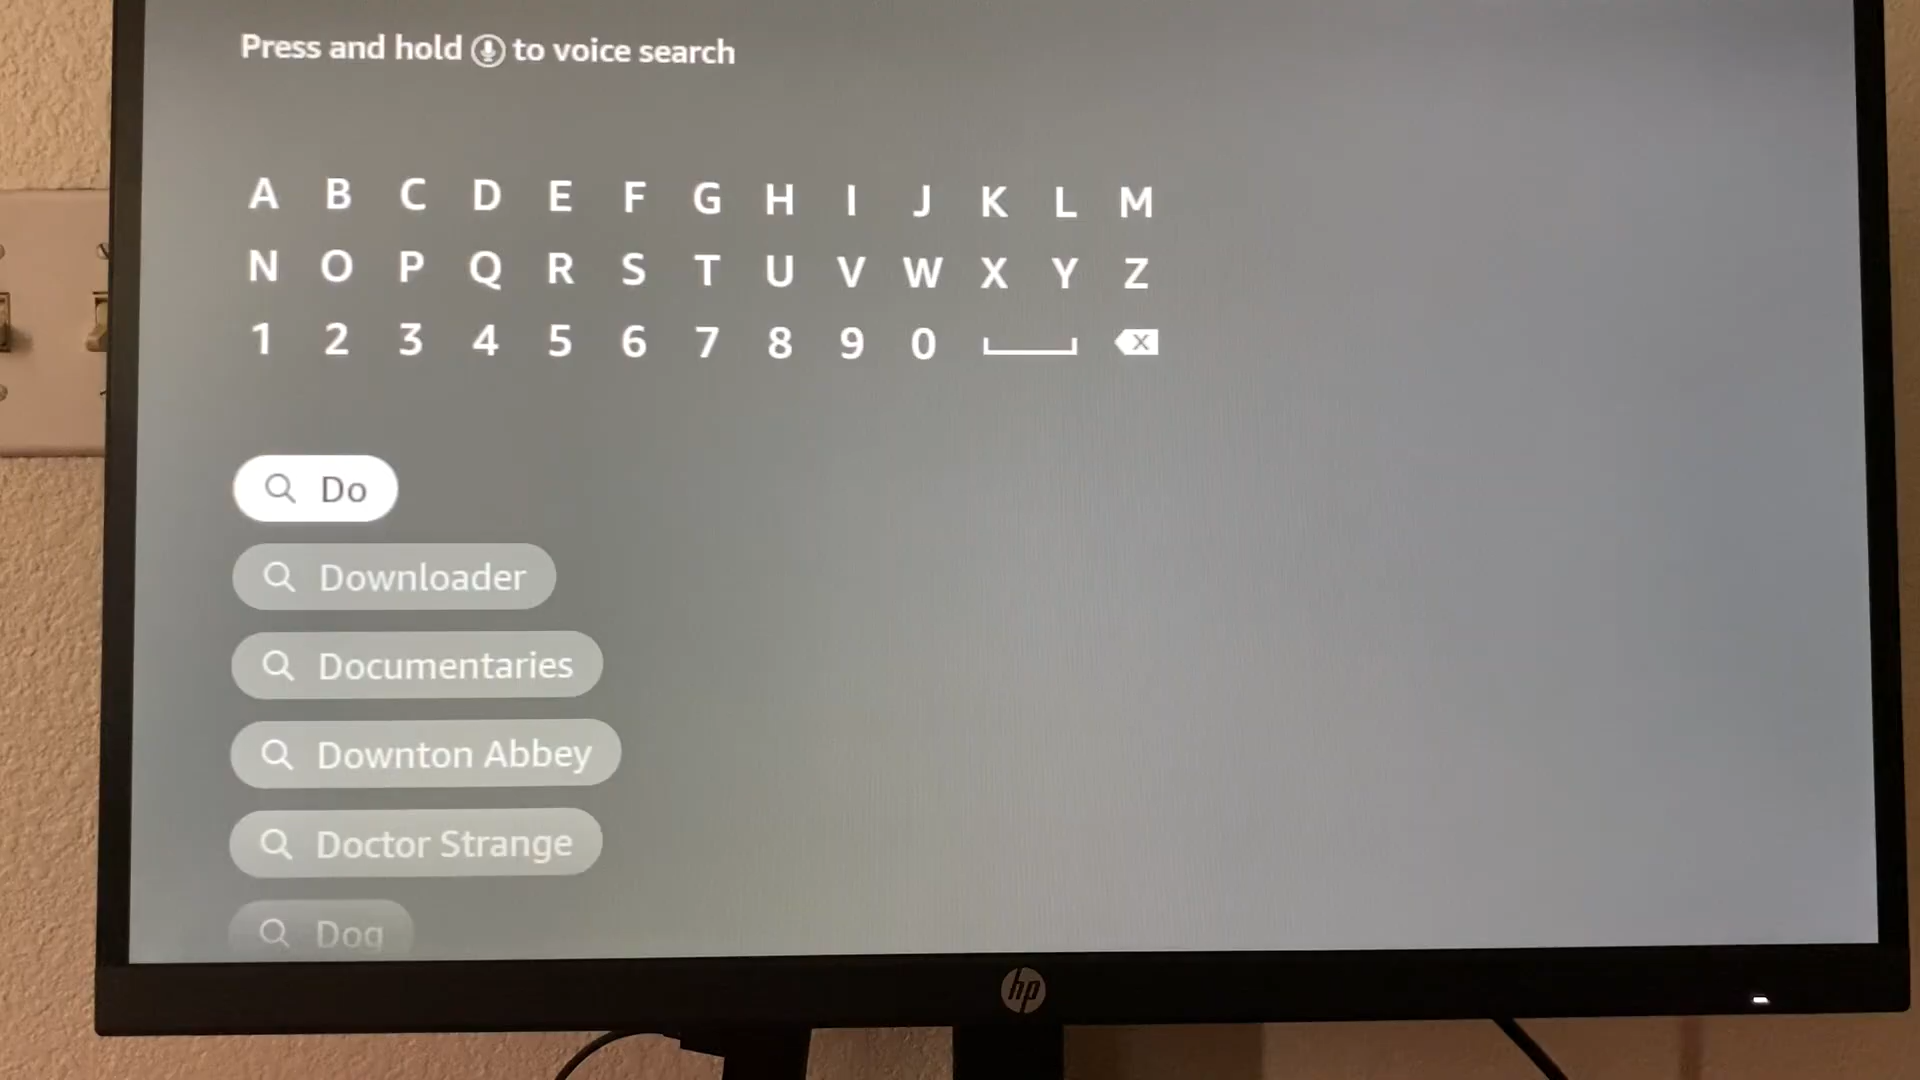 Press and hold to voice search
A B C D E F G H I J K L M
N O P Q R S T U V W X Y Z
1 2 3 4 5 6 7 8 9 0
Do
Downloader
Documentaries
Downton Abbey
Doctor Strange
Dog
hp